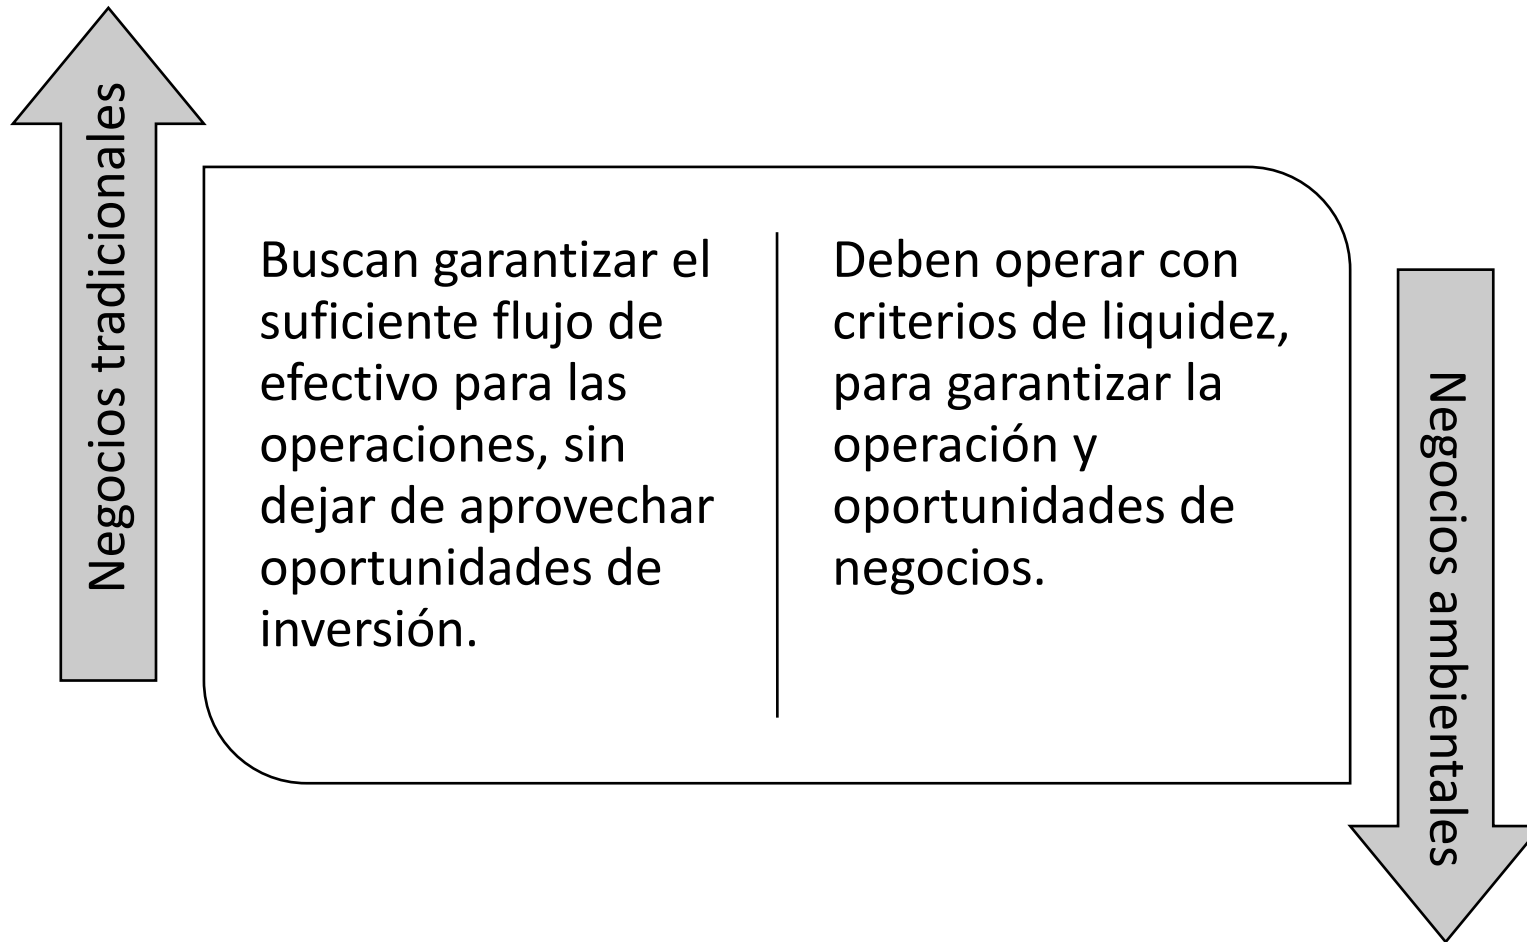 Negocios tradicionales
Buscan garantizar el
suficiente flujo de
efectivo para las
operaciones, sin
dejar de aprovechar
oportunidades de
inversión.
Deben operar con
criterios de liquidez,
para garantizar la
operación y
oportunidades de
negocios.
Negocios ambientales